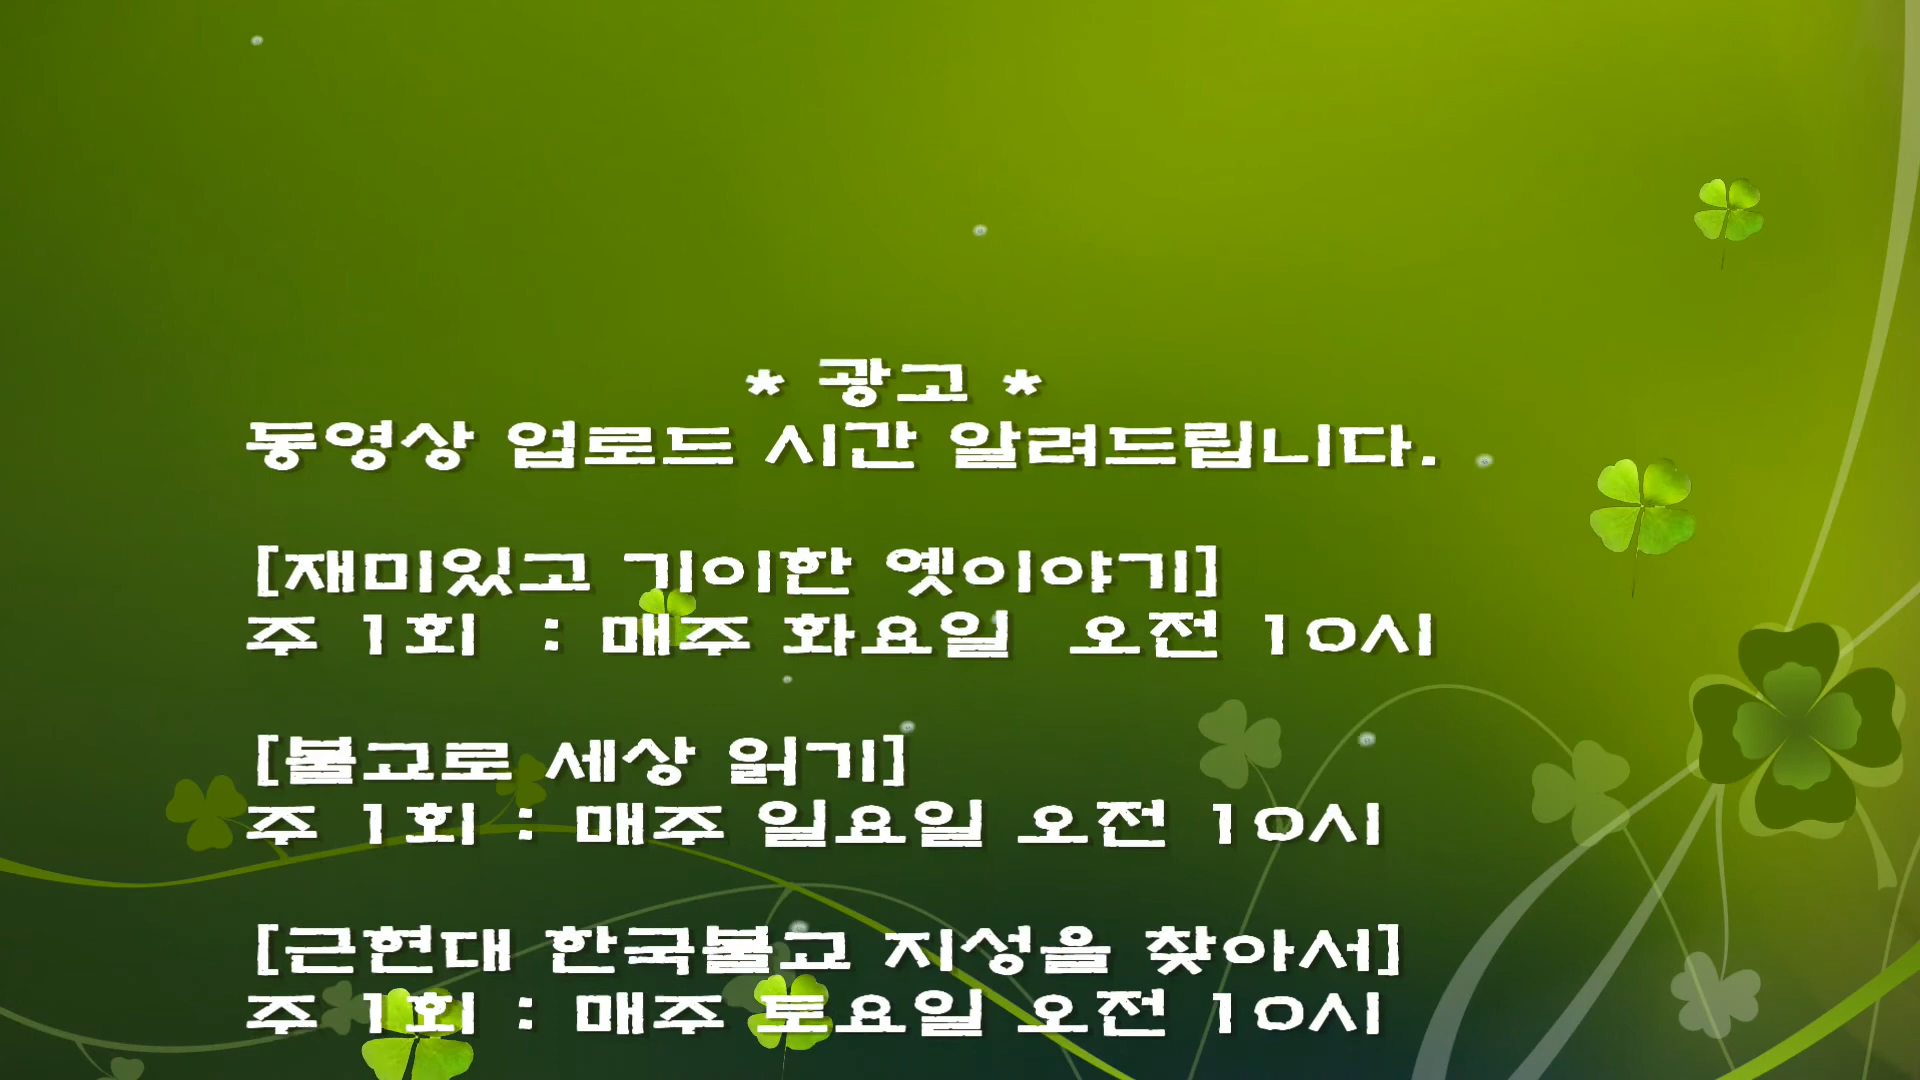 * 광고 *
동영상 업로드 시간 알려드립니다.
[재미있고 기이한 옛이야기]
주 1회 : 매주 화요일 오전 10시
[불교로 세상 읽기]
주 1회 : 매주 일요일 오전 10시
[근현대 한국불교 지성을 찾아서]
주 1회 : 매주 토요일 오전 10시